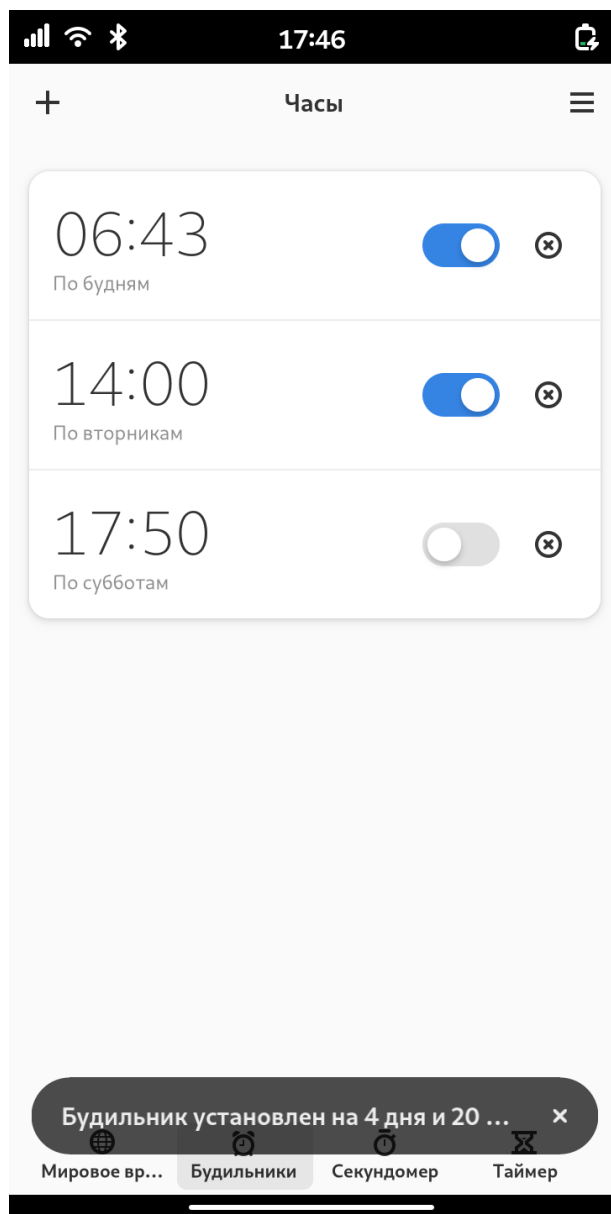 17:46
Часы
06:43
По будням
14:00
По вторникам
17:50
По субботам
Будильник установлен на 4 дня и 20 ...
Мировое вр... Будильники Секундомер Таймер